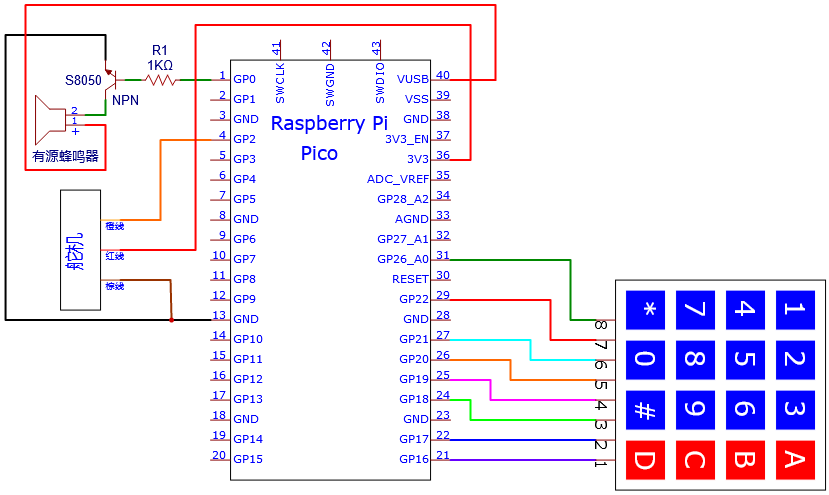 R1
1KΩ
S8050
NPN
2
1
+
有源蜂鸣器
舵机
橙线
红线
棕线
41
42
43
SWCLK
SWGND
SWDIO
Raspberry Pi
Pico
1 GP0
2 GP1
3 GND
4 GP2
5 GP3
6 GP4
7 GP5
8 GND
9 GP6
10 GP7
11 GP8
12 GP9
13 GND
14 GP10
15 GP11
16 GP12
17 GP13
18 GND
19 GP14
20 GP15
VUSB 40
VSS 39
GND 38
3V3_EN 37
3V3 36
ADC_VREF 35
GP28_A2 34
AGND 33
GP27_A1 32
GP26_A0 31
RESET 30
GP22 29
GND 28
GP21 27
GP20 26
GP19 25
GP18 24
GND 23
GP17 22
GP16 21
8
7
6
5
4
3
2
1
* 7 4 1
0 8 5 2
# 9 6 3
D C B A